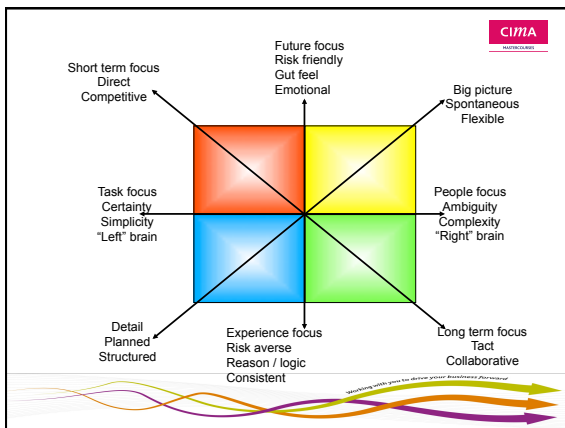 CIMA
MASTERCOURSES
Future focus
Risk friendly
Gut feel
Emotional
Short term focus
Direct
Competitive
Big picture
Spontaneous
Flexible
Task focus
Certainty
Simplicity
“Left” brain
People focus
Ambiguity
Complexity
“Right” brain
Detail
Planned
Structured
Experience focus
Risk averse
Reason / logic
Consistent
Long term focus
Tact
Collaborative
Working with you to drive your business forward